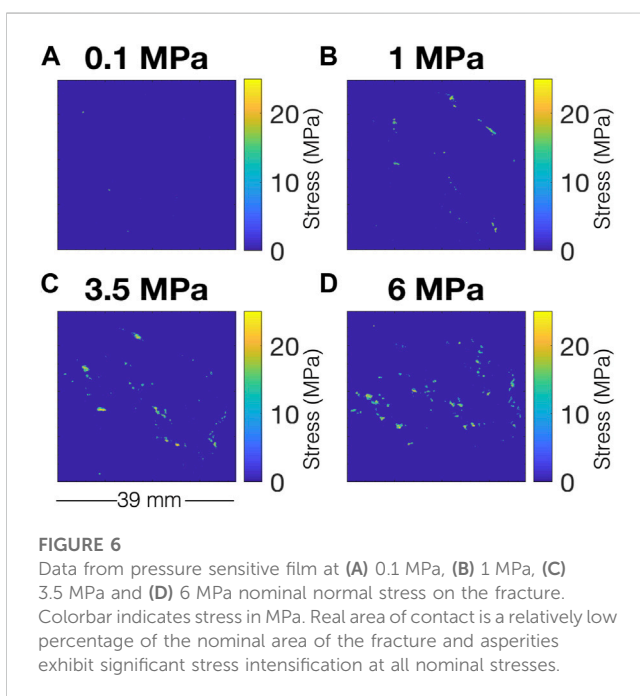 A 0.1 MPa
20
10
0
Stress (MPa)
B 1 MPa
20
10
0
Stress (MPa)
C 3.5 MPa
20
10
0
Stress (MPa)
39 mm
D 6 MPa
20
10
0
Stress (MPa)
FIGURE 6
Data from pressure sensitive film at (A) 0.1 MPa, (B) 1 MPa, (C)
3.5 MPa and (D) 6 MPa nominal normal stress on the fracture.
Colorbar indicates stress in MPa. Real area of contact is a relatively low
percentage of the nominal area of the fracture and asperities
exhibit significant stress intensification at all nominal stresses.